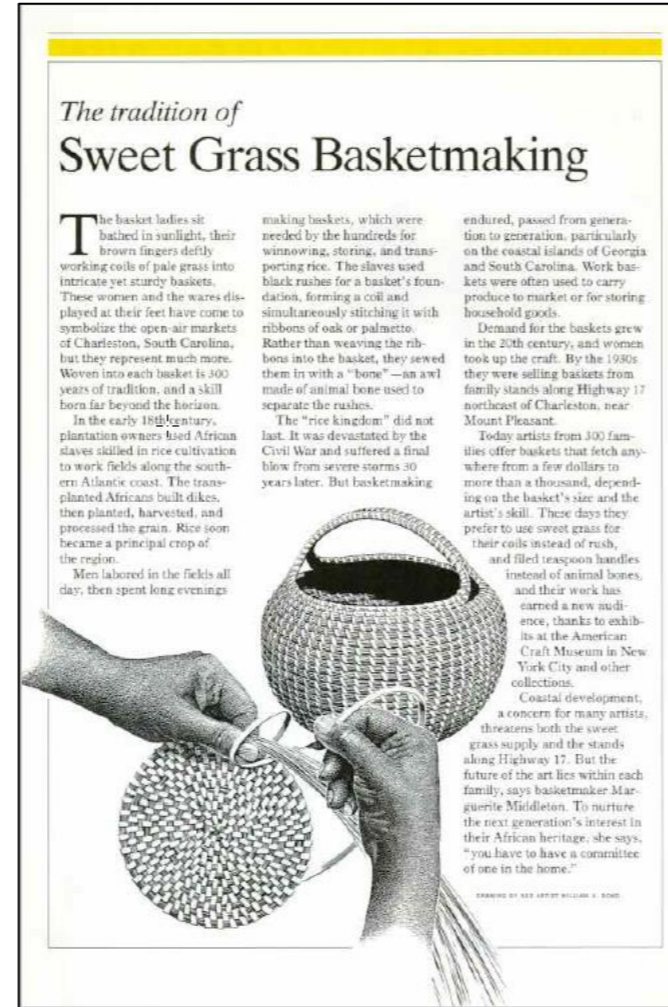 The tradition of
Sweet Grass Basketmaking
The basket ladies sit
bathed in sunlight, their
brown fingers deftly
working coils of pale grass into
intricate yet sturdy baskets.
These women and the wares dis-
played at their feet have come to
symbolize the open-air markets
of Charleston, South Carolina,
but they represent much more.
Woven into each basket is 300
years of tradition, and a skill
born far beyond the horizon.
In the early 18th century,
plantation owners used African
slaves skilled in rice cultivation
to work fields along the south-
ern Atlantic coast. The trans-
planted Africans built dikes,
then planted, harvested, and
processed the grain. Rice soon
became a principal crop of
the region.
Men labored in the fields all
day, then spent long evenings
making baskets, which were
needed by the hundreds for
winnowing, storing, and trans-
porting rice. The slaves used
black rushes for a basket's foun-
dation, forming a coil and
simultaneously stitching it with
ribbons of oak or palmetto.
Rather than weaving the rib-
bons into the basket, they sewed
them in with a "bone"—an awl
made of animal bone used to
separate the rushes.
The "rice kingdom" did not
last. It was devastated by the
Civil War and suffered a final
blow from severe storms 30
years later. But basketmaking
endured, passed from genera-
tion to generation, particularly
on the coastal islands of Georgia
and South Carolina. Work bas-
kets were often used to carry
produce to market or for storing
household goods.
Demand for the baskets grew
in the 20th century, and women
took up the craft. By the 1930s
they were selling baskets from
family stands along Highway 17
northeast of Charleston, near
Mount Pleasant.
Today artists from 300 fam-
ilies offer baskets that fetch any-
where from a few dollars to
more than a thousand, depend-
ing on the basket's size and the
artist's skill. These days they
prefer to use sweet grass for
their coils instead of rush,
and filed teaspoon handles
instead of animal bones,
and their work has
earned a new audi-
ence, thanks to exhib-
its at the American
Craft Museum in New
York City and other
collections.
Coastal development,
a concern for many artists,
threatens both the sweet
grass supply and the stands
along Highway 17. But the
future of the art lies within each
family, says basketmaker Mar-
guerite Middleton. To nurture
the next generation's interest in
their African heritage, she says,
"you have to have a committee
of one in the home."
DRAWING BY ARTIST WILLIAM H. BOND